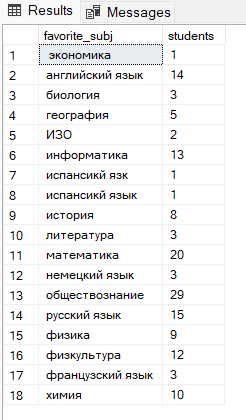 Results Messages
favorite_subj students
1 экономика 1
2 английский язык 14
3 биология 3
4 география 5
5 ИЗО 2
6 информатика 13
7 испанский язк 1
8 испанскйи язык 1
9 история 8
10 литература 3
11 математика 20
12 немецкий язык 3
13 обществознание 29
14 русский язык 15
15 физика 9
16 физкультура 12
17 французский язык 3
18 химия 10